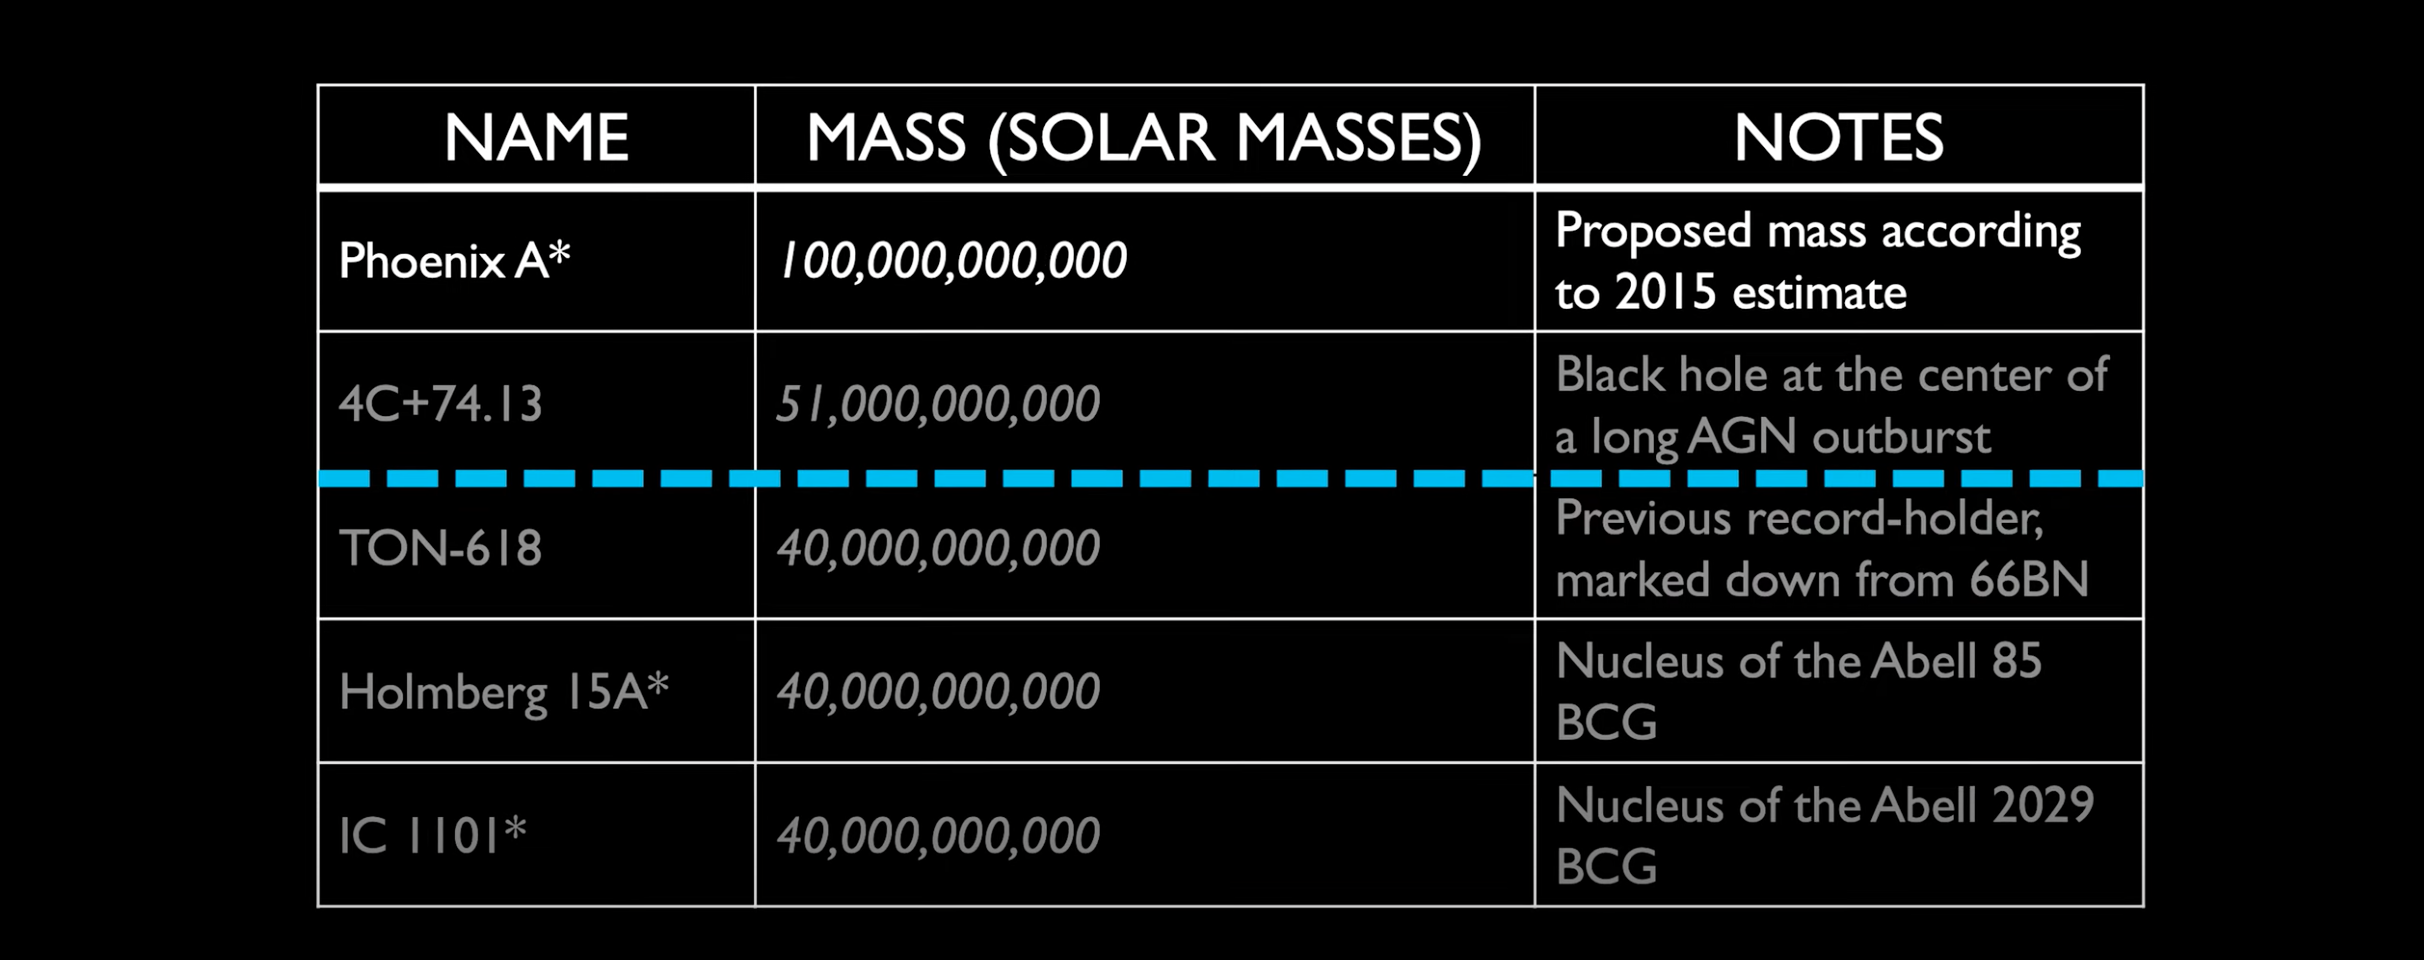 NAME MASS (SOLAR MASSES) NOTES
Phoenix A* 100,000,000,000 Proposed mass according
to 2015 estimate
4C+74.13 51,000,000,000 Black hole at the center of
a long AGN outburst
TON-618 40,000,000,000 Previous record-holder,
marked down from 66BN
Holmberg 15A* 40,000,000,000 Nucleus of the Abell 85
BCG
IC 1101* 40,000,000,000 Nucleus of the Abell 2029
BCG